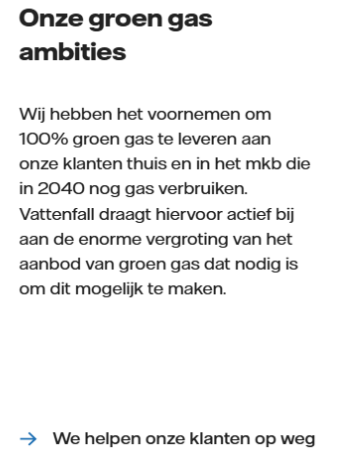 Onze groen gas
ambities
Wij hebben het voornemen om
100% groen gas te leveren aan
onze klanten thuis en in het mkb die
in 2040 nog gas verbruiken.
Vattenfall draagt hiervoor actief bij
aan de enorme vergroting van het
aanbod van groen gas dat nodig is
om dit mogelijk te maken.
→ We helpen onze klanten op weg